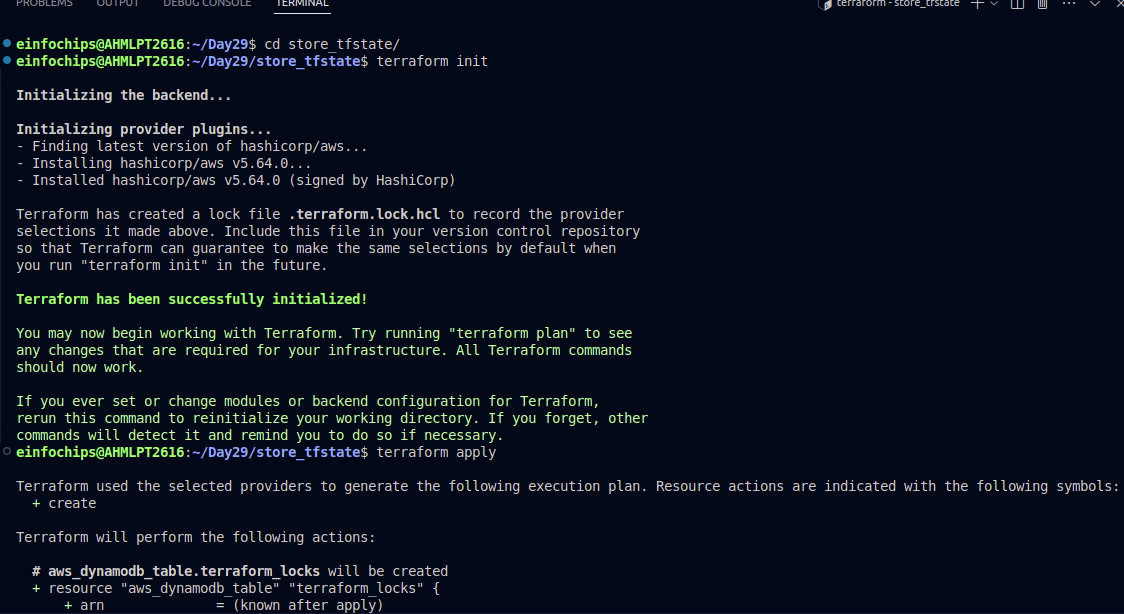 PROBLEMS OUTPUT DEBUG CONSOLE TERMINAL terraform - store_tfstate
einfochips@AHMLPT2616:~/Day29$ cd store_tfstate/
einfochips@AHMLPT2616:~/Day29/store_tfstate$ terraform init
Initializing the backend...
Initializing provider plugins...
- Finding latest version of hashicorp/aws...
- Installing hashicorp/aws v5.64.0...
- Installed hashicorp/aws v5.64.0 (signed by HashiCorp)
Terraform has created a lock file .terraform.lock.hcl to record the provider
selections it made above. Include this file in your version control repository
so that Terraform can guarantee to make the same selections by default when
you run "terraform init" in the future.
Terraform has been successfully initialized!
You may now begin working with Terraform. Try running "terraform plan" to see
any changes that are required for your infrastructure. All Terraform commands
should now work.
If you ever set or change modules or backend configuration for Terraform,
rerun this command to reinitialize your working directory. If you forget, other
commands will detect it and remind you to do so if necessary.
einfochips@AHMLPT2616:~/Day29/store_tfstate$ terraform apply
Terraform used the selected providers to generate the following execution plan. Resource actions are indicated with the following symbols:
+ create
Terraform will perform the following actions:
# aws_dynamodb_table.terraform_locks will be created
+ resource "aws_dynamodb_table" "terraform_locks" {
+ arn = (known after apply)